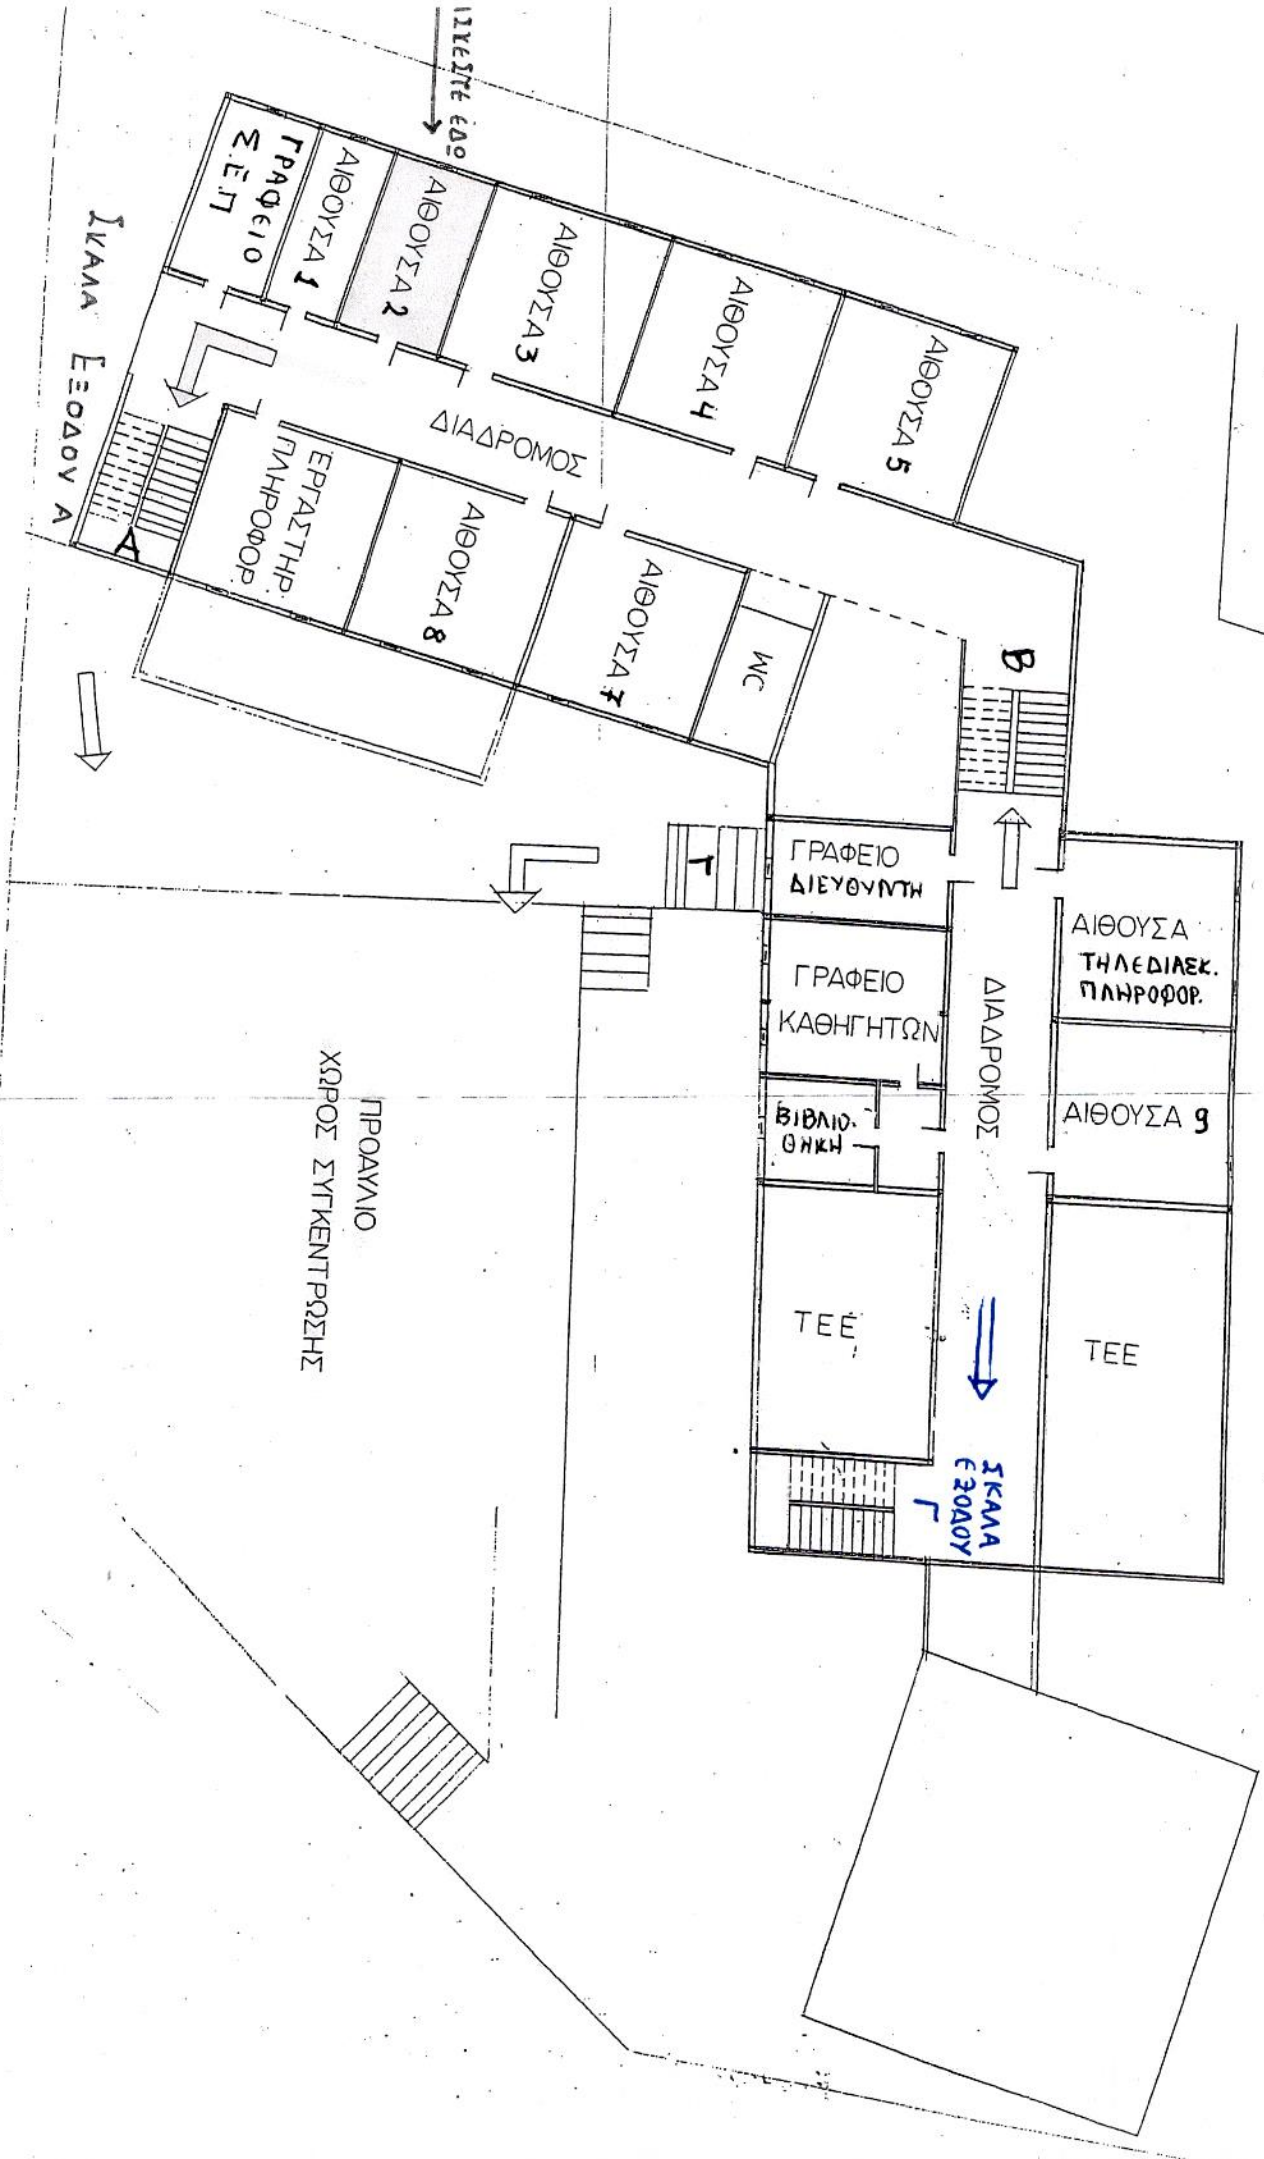 ΕΔΩ
ΓΡΑΦΕΙΟ
Σ.Ε.Π
ΑΙΘΟΥΣΑ 1
ΑΙΘΟΥΣΑ 2
ΑΙΘΟΥΣΑ 3
ΑΙΘΟΥΣΑ 4
ΑΙΘΟΥΣΑ 5
ΣΚΑΛΑ ΕΞΟΔΟΥ Α
ΔΙΑΔΡΟΜΟΣ
Α
ΕΡΓΑΣΤΗΡ.
ΠΛΗΡΟΦΟΡ.
ΑΙΘΟΥΣΑ 8
ΑΙΘΟΥΣΑ 7
WC
Β
Γ
ΓΡΑΦΕΙΟ
ΔΙΕΥΘΥΝΤΗ
ΑΙΘΟΥΣΑ
ΤΗΛΕΔΙΑΣΚ.
ΠΛΗΡΟΦΟΡ.
ΓΡΑΦΕΙΟ
ΚΑΘΗΓΗΤΩΝ
ΔΙΑΔΡΟΜΟΣ
ΒΙΒΛΙΟ-
ΘΗΚΗ
ΑΙΘΟΥΣΑ 9
ΠΡΟΑΥΛΙΟ
ΧΩΡΟΣ ΣΥΓΚΕΝΤΡΩΣΗΣ
ΤΕΕ
ΤΕΕ
ΣΚΑΛΑ
ΕΞΟΔΟΥ
Γ